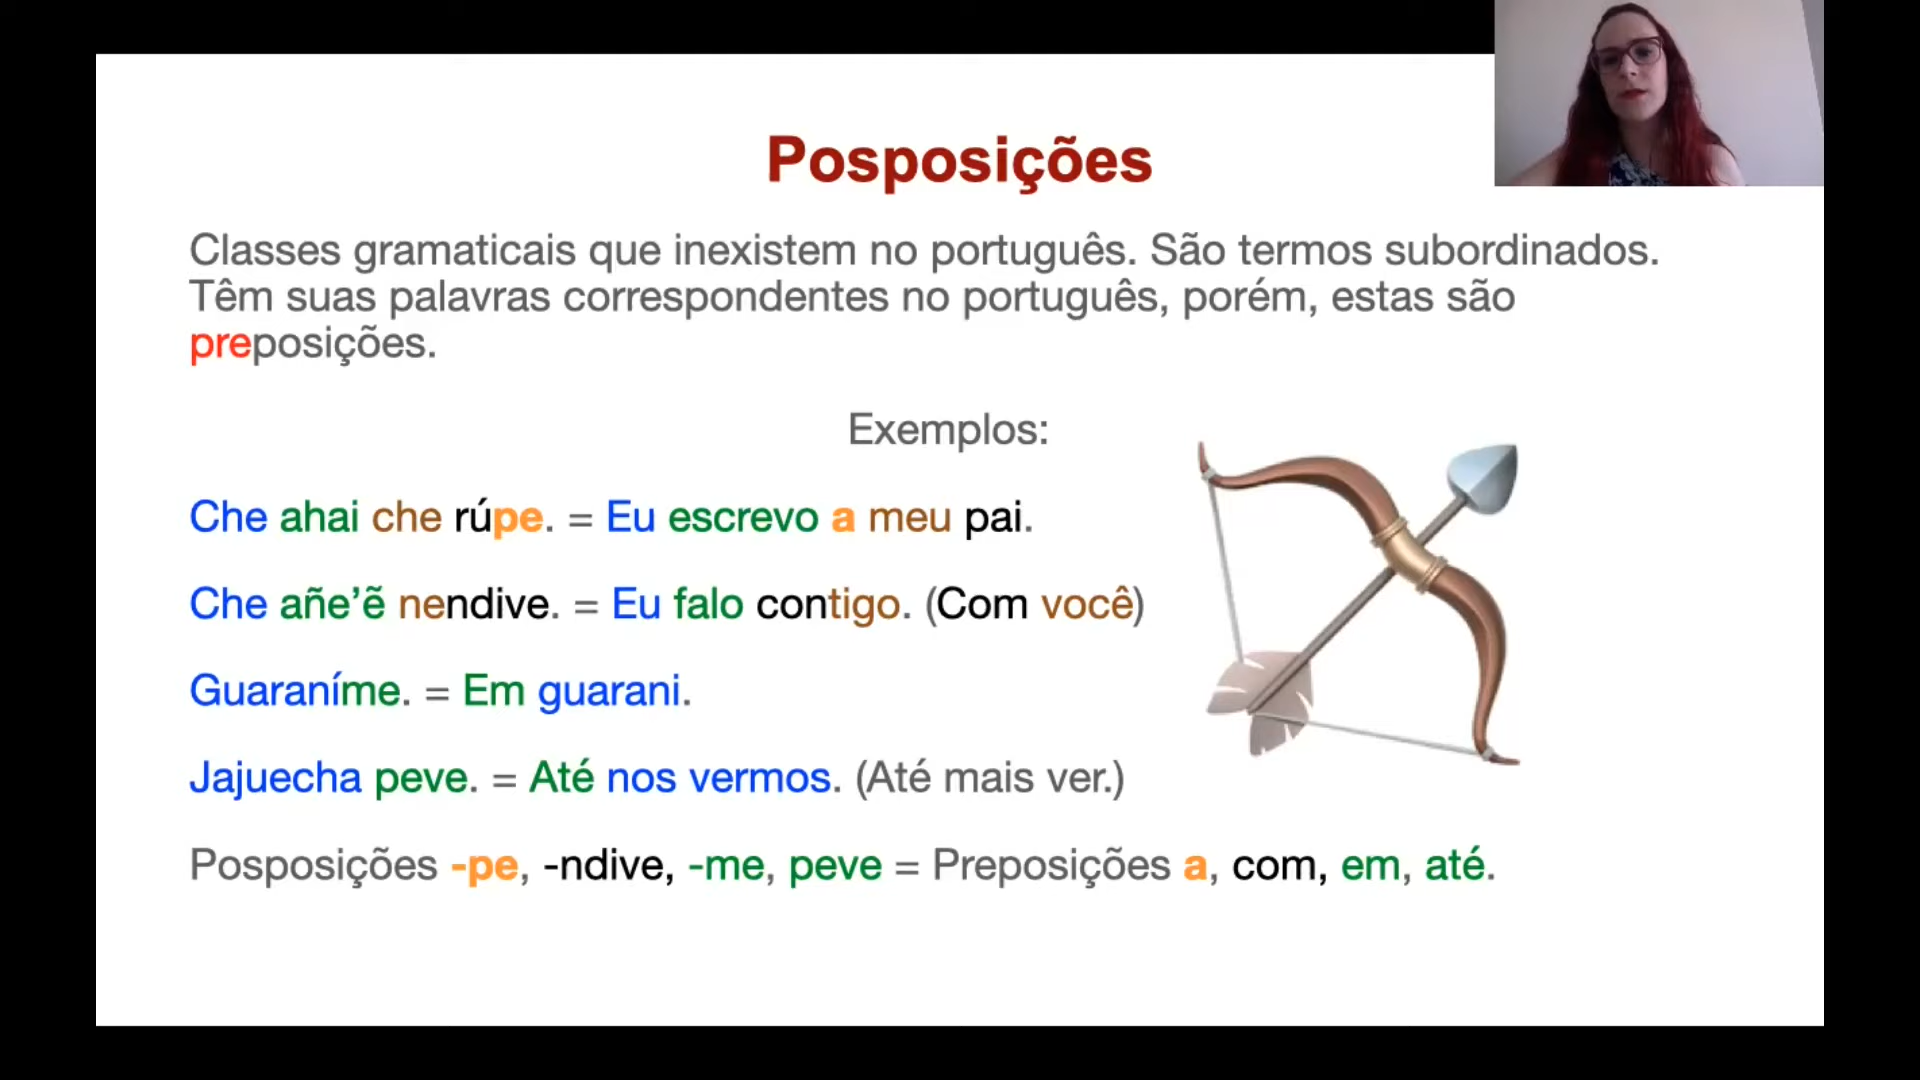 Posposições
Classes gramaticais que inexistem no português. São termos subordinados.
Têm suas palavras correspondentes no português, porém, estas são
preposições.
Exemplos:
Che ahai che rúpe. = Eu escrevo a meu pai.
Che añe’ẽ nendive. = Eu falo contigo. (Com você)
Guaraníme. = Em guarani.
Jajuecha peve. = Até nos vermos. (Até mais ver.)
Posposições -pe, -ndive, -me, peve = Preposições a, com, em, até.